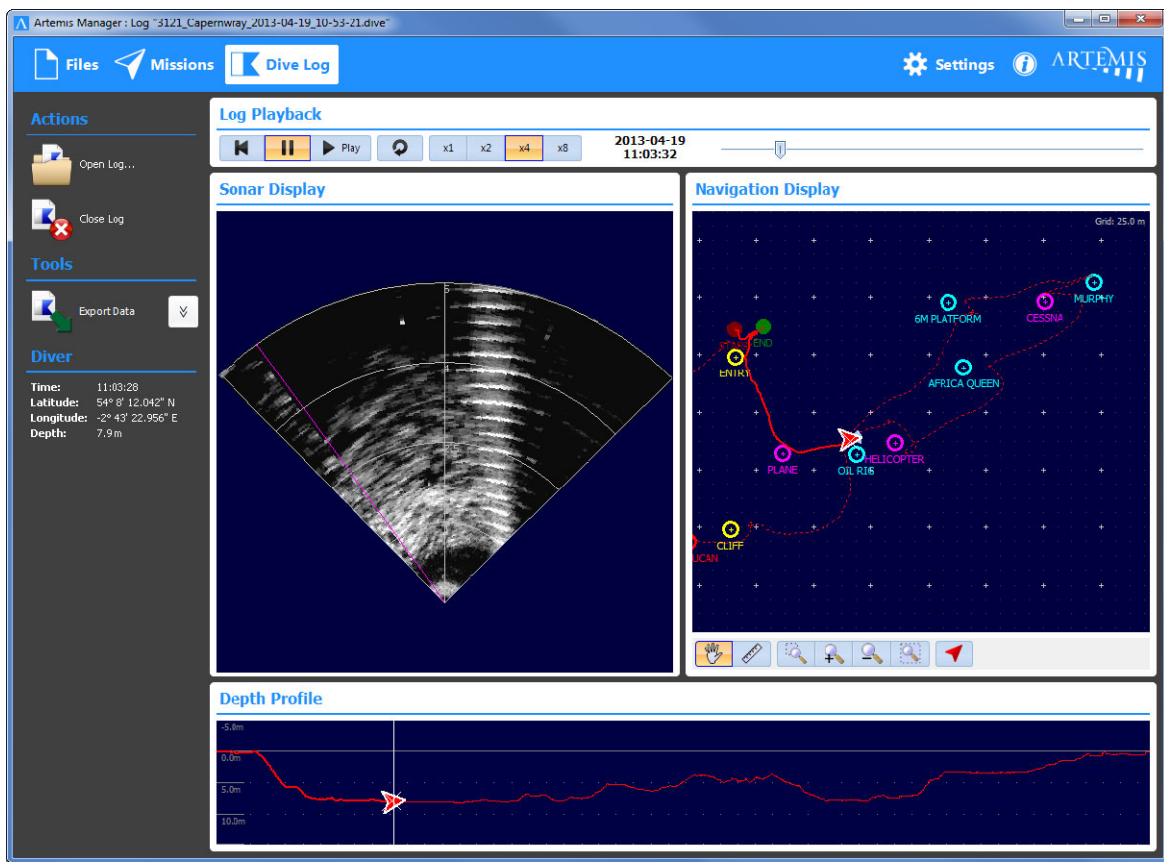 Artemis Manager : Log "3121_Capernwray_2013-04-19_10-53-21.dive"
Files Missions Dive Log Settings ARTEMIS
Actions
Open Log...
Close Log
Tools
Export Data
Diver
Time: 11:03:28
Latitude: 54° 8' 12.042" N
Longitude: -2° 43' 22.956" E
Depth: 7.9 m
Log Playback
Play x1 x2 x4 x8
2013-04-19
11:03:32
Sonar Display
5
4
Navigation Display
Grid: 25.0 m
MURPHY
CESSNA
6M PLATFORM
END
ENTRY
AFRICA QUEEN
HELICOPTER
PLANE
OIL RIG
CLIFF
UCAN
Depth Profile
-5.0m
0.0m
5.0m
10.0m